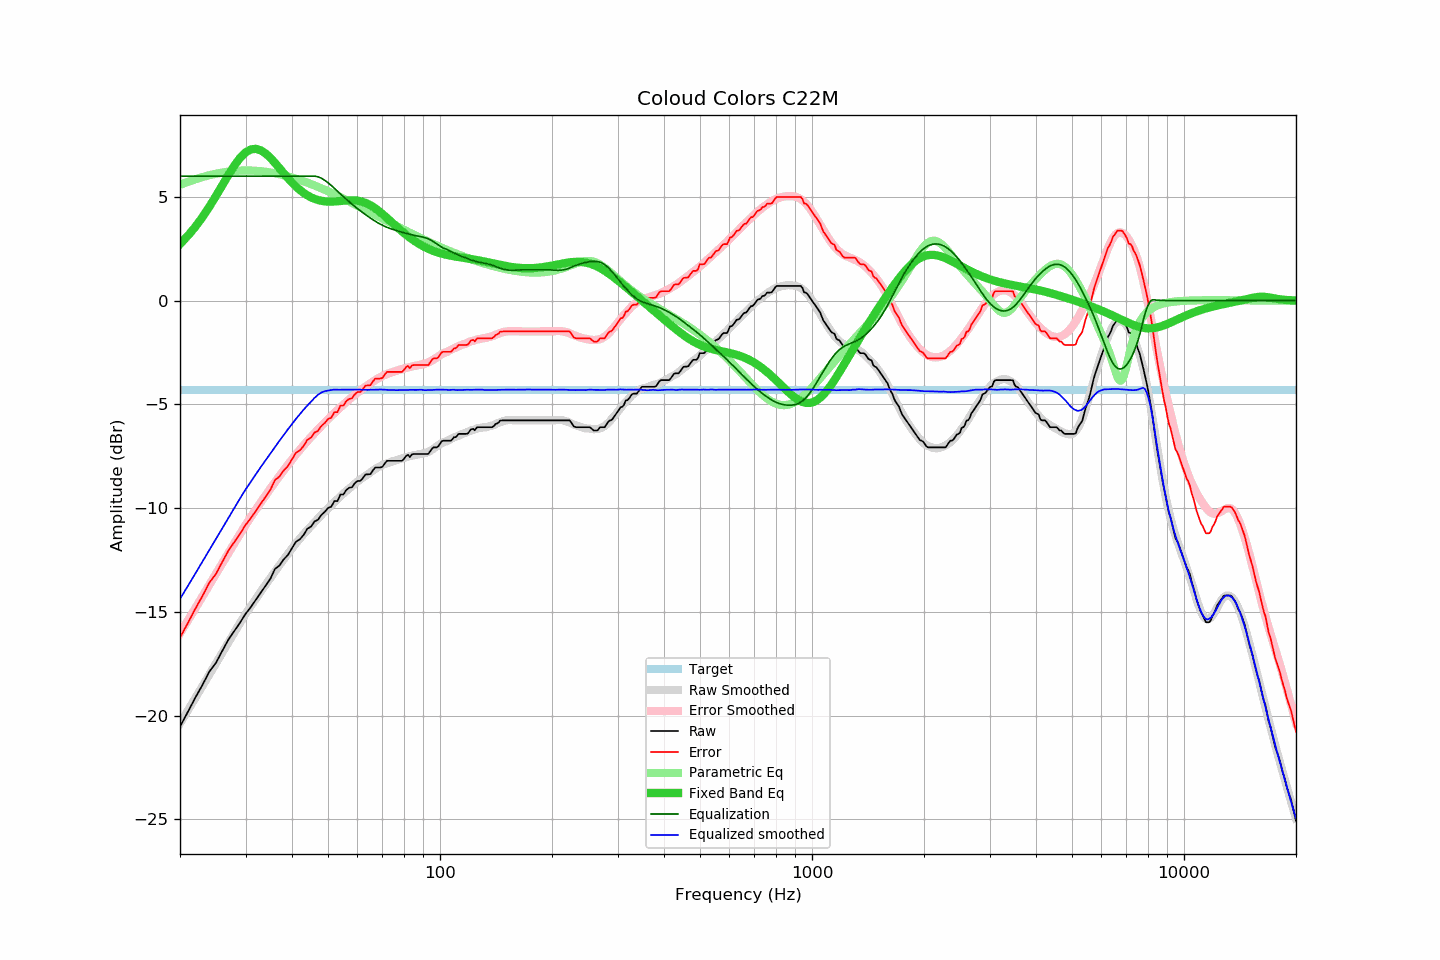 Coloud Colors C22M
5
0
−5
−10
−15
−20
−25
Amplitude (dBr)
Target
Raw Smoothed
Error Smoothed
Raw
Error
Parametric Eq
Fixed Band Eq
Equalization
Equalized smoothed
100
1000
10000
Frequency (Hz)